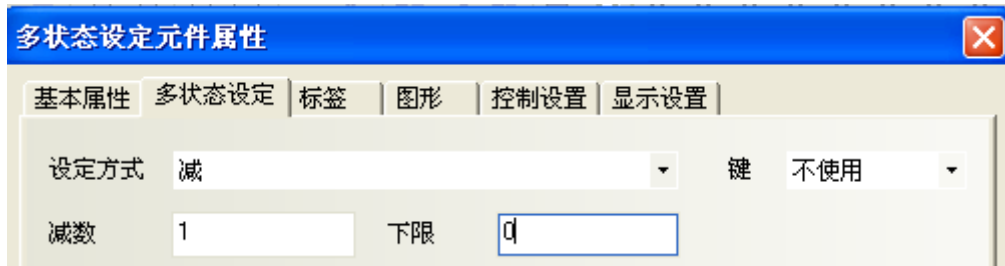 多状态设定元件属性
基本属性 多状态设定 标签 图形 控制设置 显示设置
设定方式 减 键 不使用
减数 1 下限 0